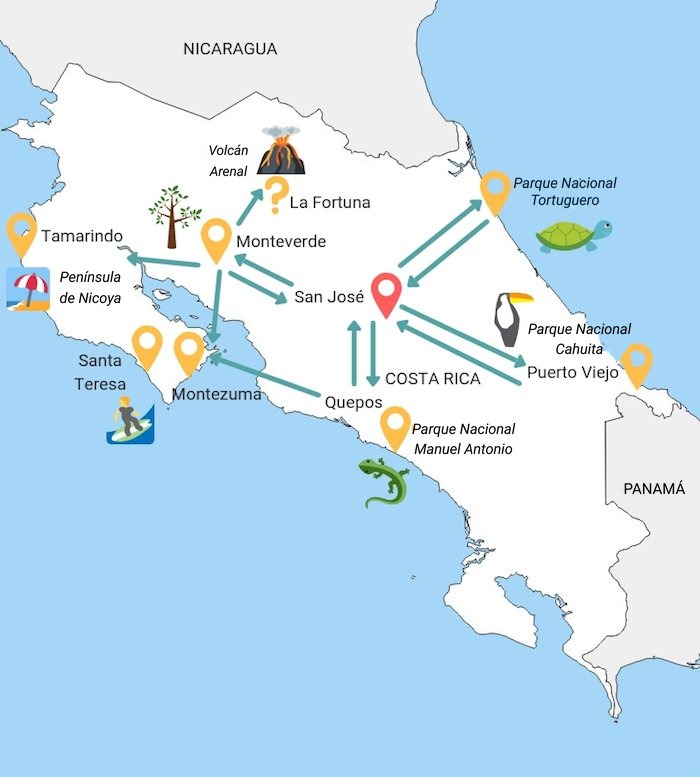 NICARAGUA
Volcán
Arenal
La Fortuna
Parque Nacional
Tortuguero
Tamarindo
Monteverde
Península
de Nicoya
San José
Parque Nacional
Cahuita
Puerto Viejo
Santa
Teresa
Montezuma
COSTA RICA
Quepos
Parque Nacional
Manuel Antonio
PANAMÁ